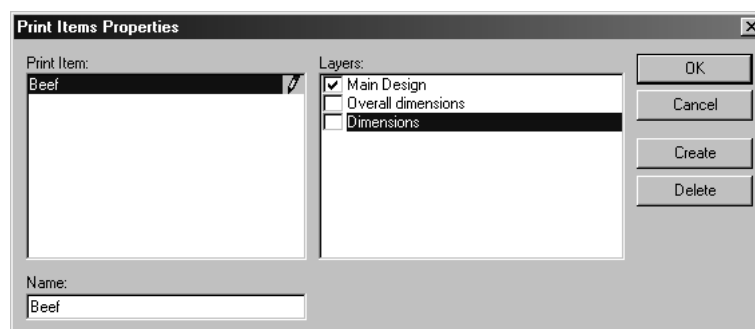 Print Items Properties
Print Item:
Beef
Layers:
Main Design
Overall dimensions
Dimensions
OK
Cancel
Create
Delete
Name:
Beef